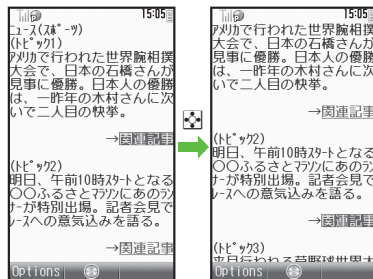 15:05
ﾆｭｰｽ(ｽﾎﾟｰﾂ)
(ﾄﾋﾟｯｸ1)
ｱﾒﾘｶで行われた世界腕相撲
大会で、日本の石橋さんが
見事に優勝。日本人の優勝
は、一昨年の木村さんに次
いで二人目の快挙。
→関連記事
(ﾄﾋﾟｯｸ2)
明日、午前10時ｽﾀｰﾄとなる
〇〇ふるさとﾏﾗｿﾝにあのﾗﾝ
ﾅｰが特別出場。記者会見で
ﾚｰｽへの意気込みを語る。
→関連記事
Options
15:05
ｱﾒﾘｶで行われた世界腕相撲
大会で、日本の石橋さんが
見事に優勝。日本人の優勝
は、一昨年の木村さんに次
いで二人目の快挙。
→関連記事
(ﾄﾋﾟｯｸ2)
明日、午前10時ｽﾀｰﾄとなる
〇〇ふるさとﾏﾗｿﾝにあのﾗﾝ
ﾅｰが特別出場。記者会見で
ﾚｰｽへの意気込みを語る。
→関連記事
(ﾄﾋﾟｯｸ3)
Options